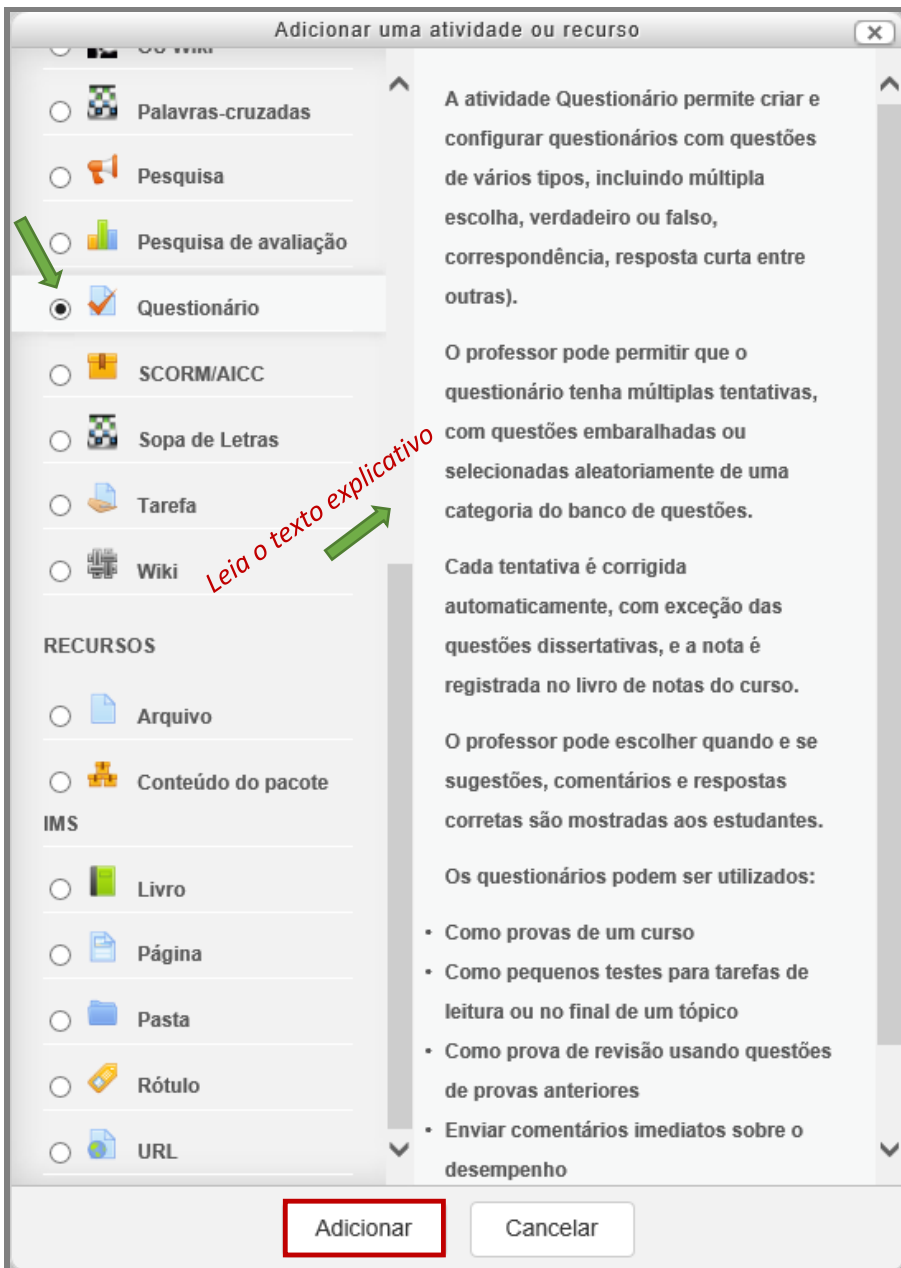 Adicionar uma atividade ou recurso
OU Wiki
Palavras-cruzadas
Pesquisa
Pesquisa de avaliação
Questionário
SCORM/AICC
Sopa de Letras
Tarefa
Wiki
RECURSOS
Arquivo
Conteúdo do pacote
IMS
Livro
Página
Pasta
Rótulo
URL
Leia o texto explicativo
A atividade Questionário permite criar e
configurar questionários com questões
de vários tipos, incluindo múltipla
escolha, verdadeiro ou falso,
correspondência, resposta curta entre
outras).
O professor pode permitir que o
questionário tenha múltiplas tentativas,
com questões embaralhadas ou
selecionadas aleatoriamente de uma
categoria do banco de questões.
Cada tentativa é corrigida
automaticamente, com exceção das
questões dissertativas, e a nota é
registrada no livro de notas do curso.
O professor pode escolher quando e se
sugestões, comentários e respostas
corretas são mostradas aos estudantes.
Os questionários podem ser utilizados:
• Como provas de um curso
• Como pequenos testes para tarefas de
leitura ou no final de um tópico
• Como prova de revisão usando questões
de provas anteriores
• Enviar comentários imediatos sobre o
desempenho
Adicionar
Cancelar